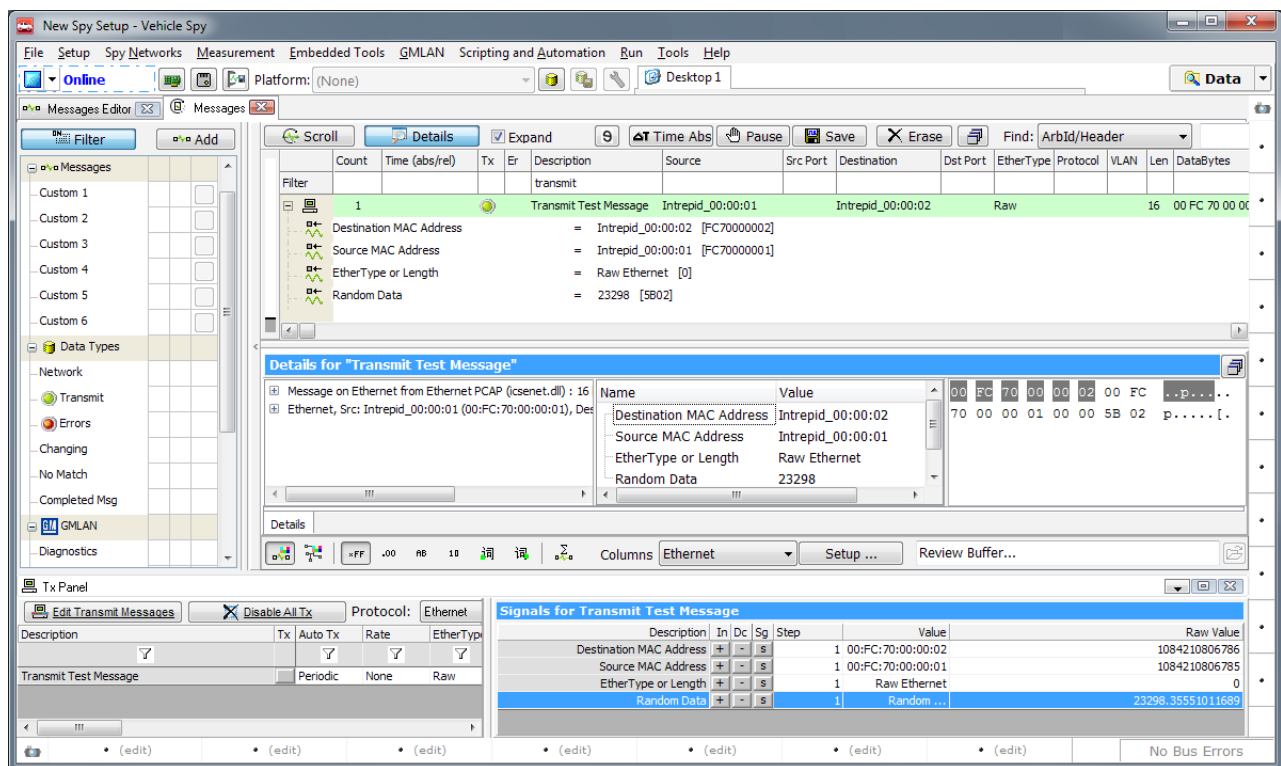 New Spy Setup - Vehicle Spy
File Setup Spy Networks Measurement Embedded Tools GMLAN Scripting and Automation Run Tools Help
Online Platform: (None) Desktop 1 Data
Messages Editor Messages
Filter Add Scroll Details Expand Time Abs Pause Save Erase Find: ArbId/Header
Count Time (abs/rel) Tx Er Description Source Src Port Destination Dst Port EtherType Protocol VLAN Len DataBytes
Filter transmit
1 Transmit Test Message Intrepid_00:00:01 Intrepid_00:00:02 Raw 16 00 FC 70 00 00
Destination MAC Address = Intrepid_00:00:02 [FC70000002]
Source MAC Address = Intrepid_00:00:01 [FC70000001]
EtherType or Length = Raw Ethernet [0]
Random Data = 23298 [5B02]
Messages
Custom 1
Custom 2
Custom 3
Custom 4
Custom 5
Custom 6
Data Types
Network
Transmit
Errors
Changing
No Match
Completed Msg
GMLAN
Diagnostics
Details for "Transmit Test Message"
Message on Ethernet from Ethernet PCAP (icsenet.dll) : 16
Ethernet, Src: Intrepid_00:00:01 (00:FC:70:00:00:01), Des
Name Value
Destination MAC Address Intrepid_00:00:02
Source MAC Address Intrepid_00:00:01
EtherType or Length Raw Ethernet
Random Data 23298
00 FC 70 00 00 02 00 FC ..p.....
70 00 00 01 00 00 5B 02 p.....[.
Details
=FF .00 AB 10 词 词 Columns Ethernet Setup ... Review Buffer...
Tx Panel
Edit Transmit Messages Disable All Tx Protocol: Ethernet
Description Tx Auto Tx Rate EtherType
Transmit Test Message Periodic None Raw
Signals for Transmit Test Message
Description In Dc Sg Step Value Raw Value
Destination MAC Address + - s 1 00:FC:70:00:00:02 1084210806786
Source MAC Address + - s 1 00:FC:70:00:00:01 1084210806785
EtherType or Length + - s 1 Raw Ethernet 0
Random Data + - s 1 Random ... 23298.35551011689
(edit) (edit) (edit) (edit) (edit) (edit) (edit) No Bus Errors